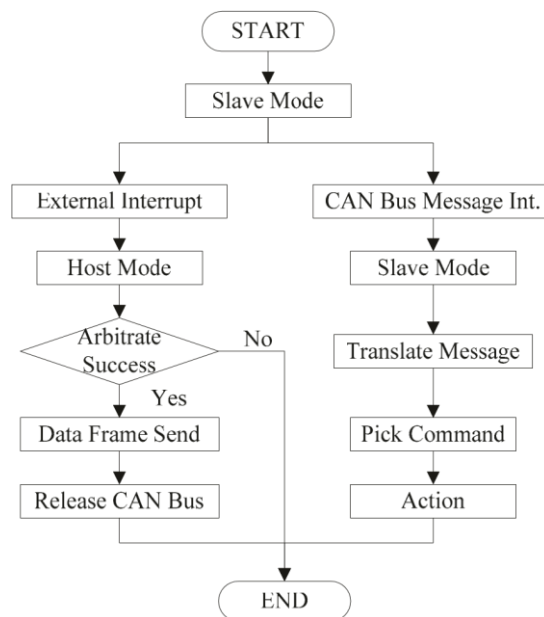 START
Slave Mode
External Interrupt
Host Mode
Arbitrate
Success
No
Yes
Data Frame Send
Release CAN Bus
CAN Bus Message Int.
Slave Mode
Translate Message
Pick Command
Action
END